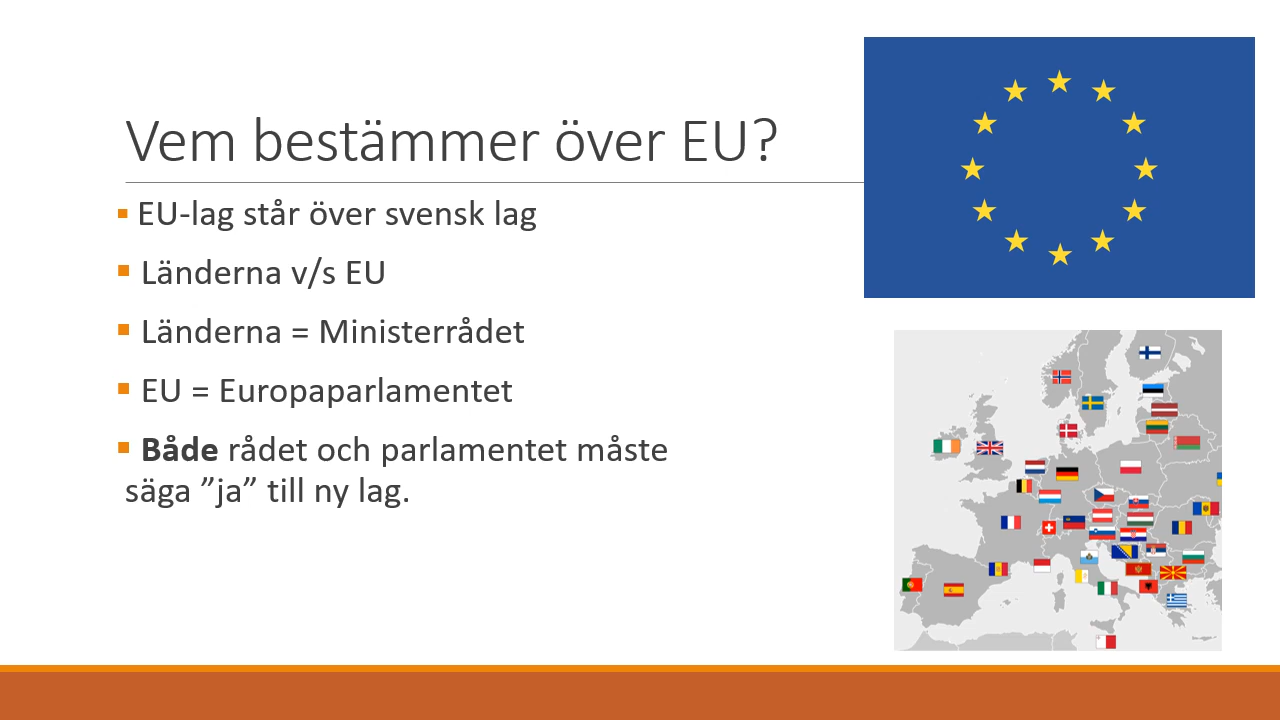 Vem bestämmer över EU?
▪ EU-lag står över svensk lag
▪ Länderna v/s EU
▪ Länderna = Ministerrådet
▪ EU = Europaparlamentet
▪ Både rådet och parlamentet måste
säga ”ja” till ny lag.